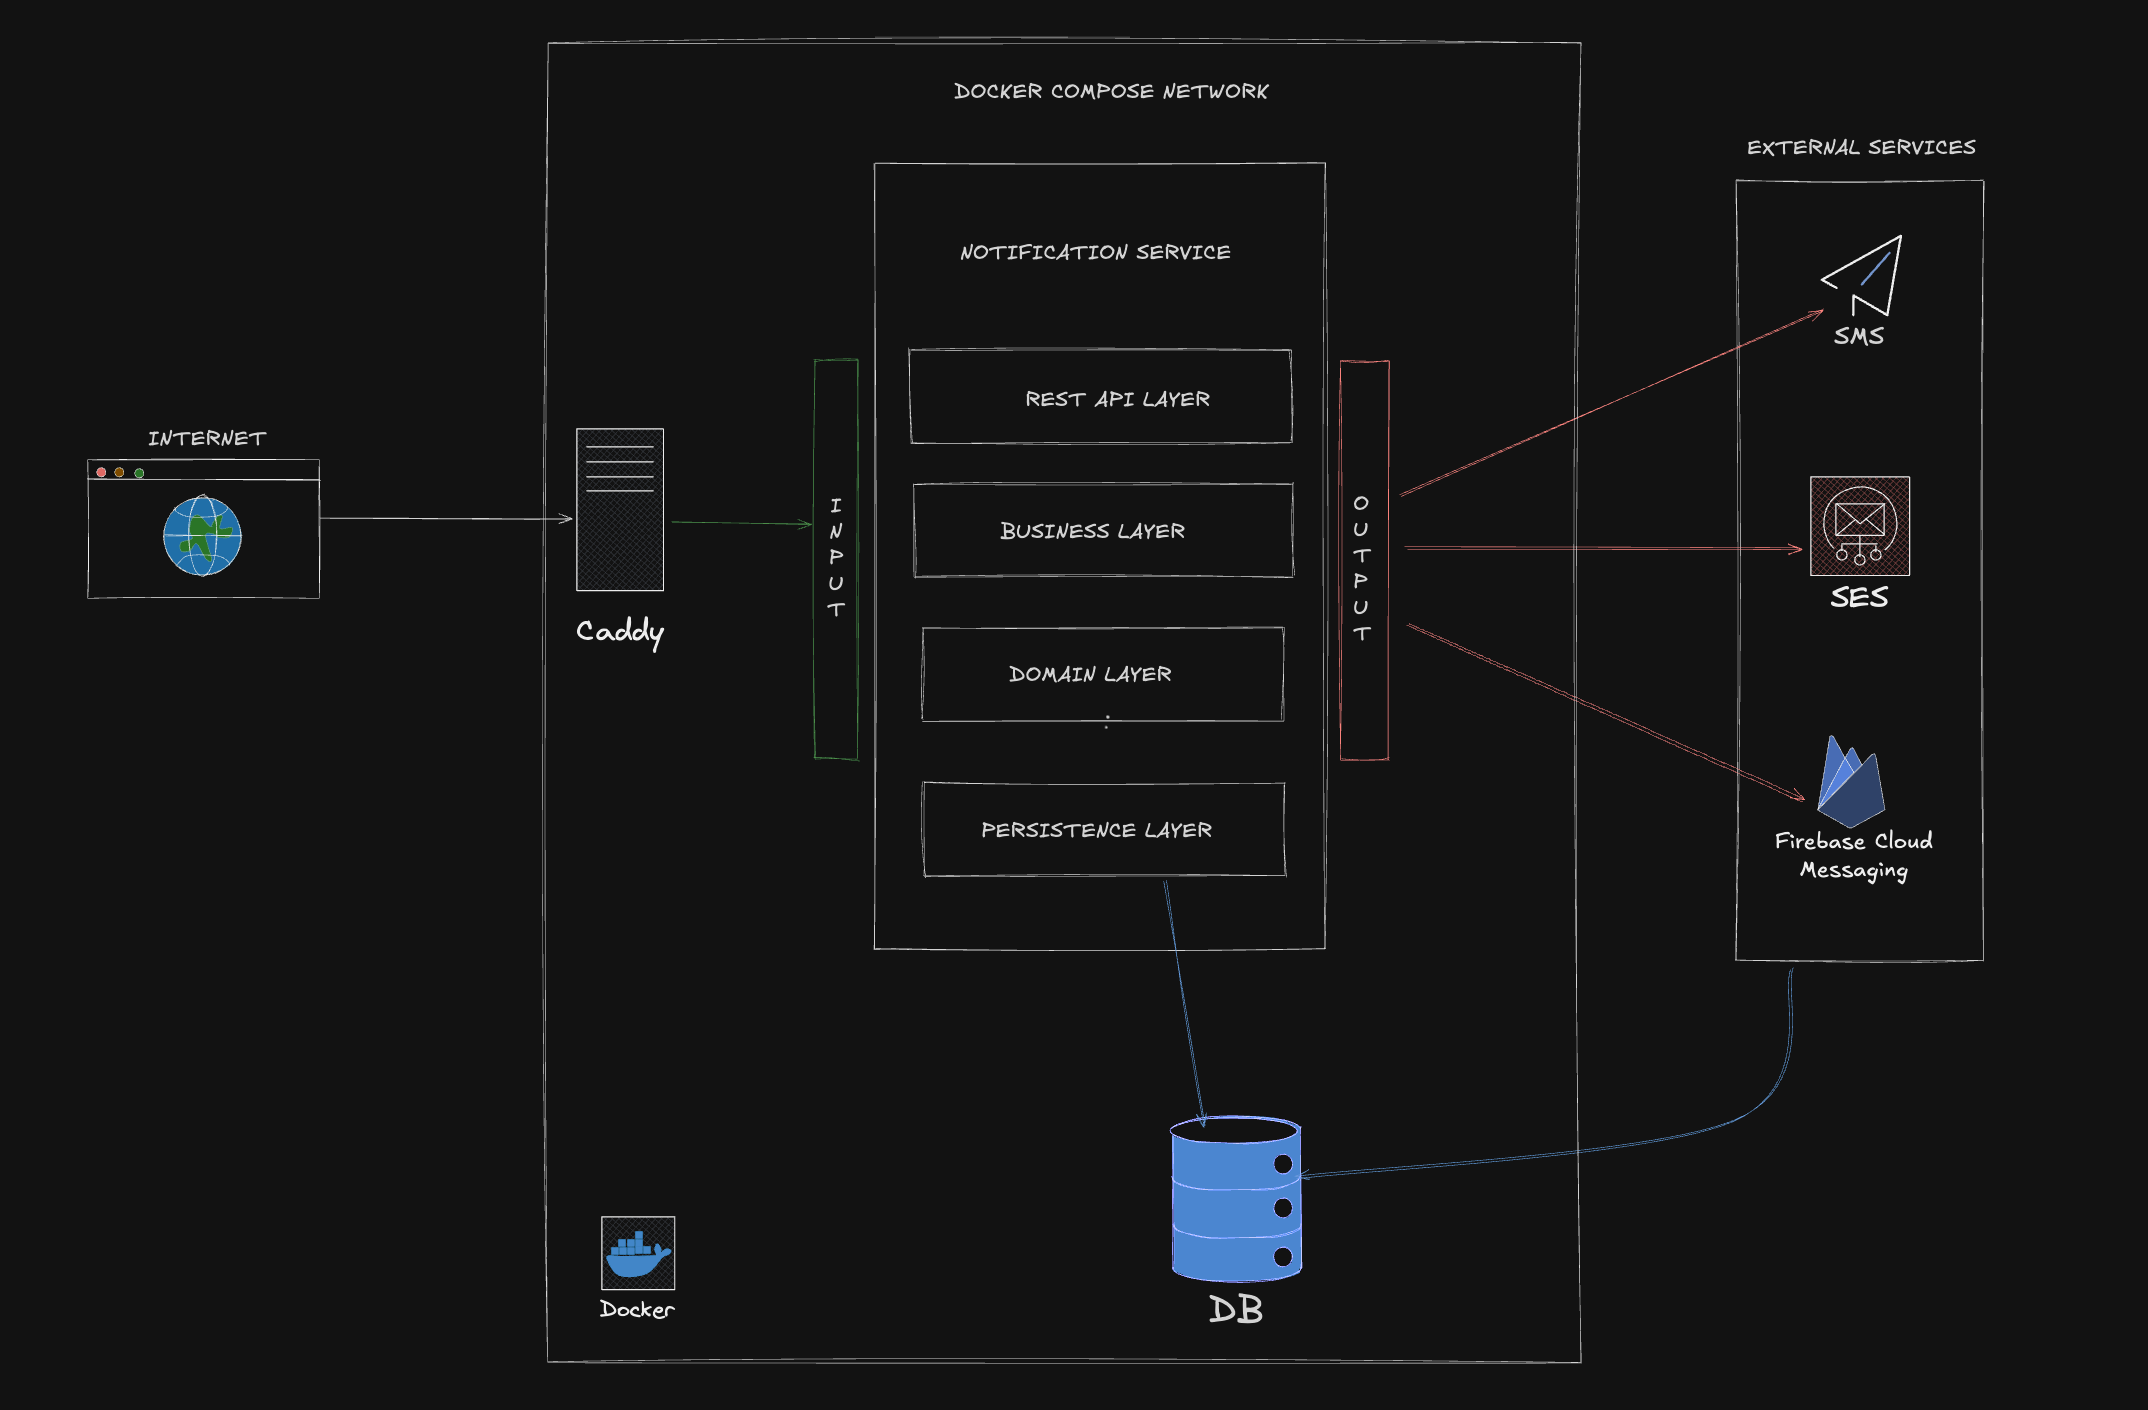 DOCKER COMPOSE NETWORK
EXTERNAL SERVICES
NOTIFICATION SERVICE
SMS
REST API LAYER
INTERNET
INPUT
BUSINESS LAYER
OUTPUT
SES
Caddy
DOMAIN LAYER
PERSISTENCE LAYER
Firebase Cloud
Messaging
Docker
DB